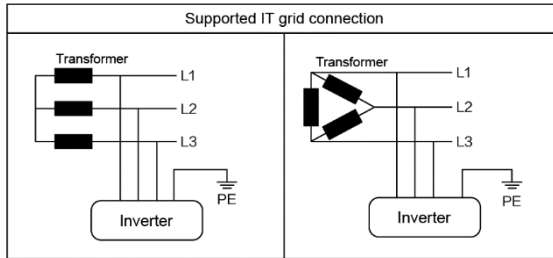 Supported IT grid connection
Transformer
L1
L2
L3
PE
Inverter
Transformer
L1
L2
L3
PE
Inverter